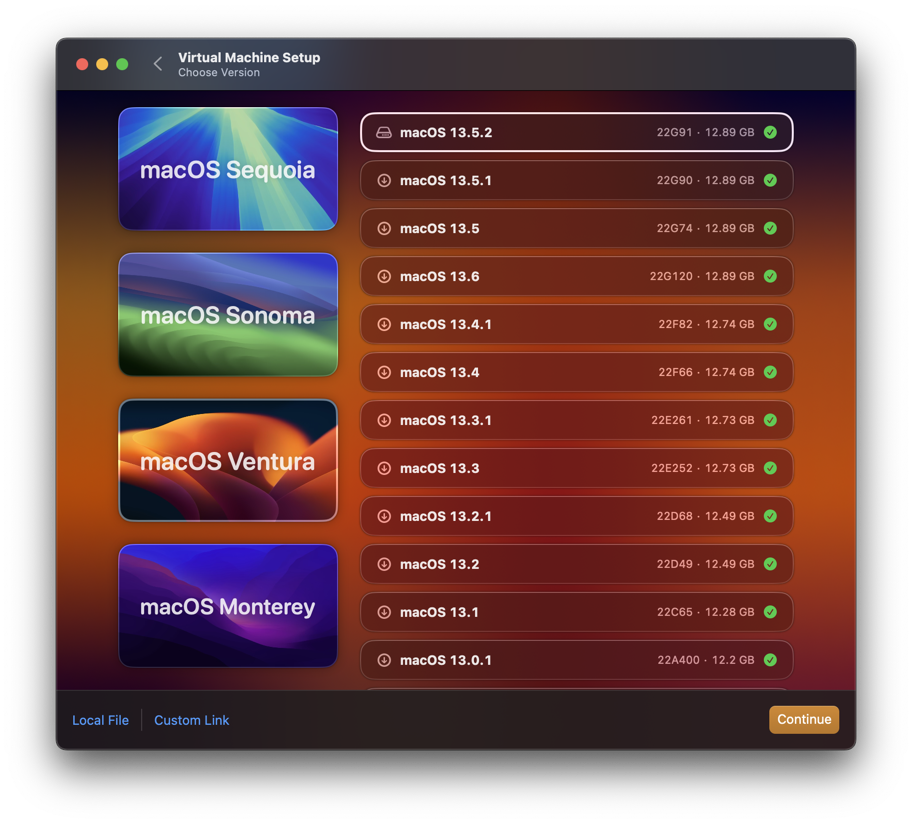 Virtual Machine Setup
Choose Version
macOS Sequoia
macOS Sonoma
macOS Ventura
macOS Monterey
macOS 13.5.2 22G91 · 12.89 GB
macOS 13.5.1 22G90 · 12.89 GB
macOS 13.5 22G74 · 12.89 GB
macOS 13.6 22G120 · 12.89 GB
macOS 13.4.1 22F82 · 12.74 GB
macOS 13.4 22F66 · 12.74 GB
macOS 13.3.1 22E261 · 12.73 GB
macOS 13.3 22E252 · 12.73 GB
macOS 13.2.1 22D68 · 12.49 GB
macOS 13.2 22D49 · 12.49 GB
macOS 13.1 22C65 · 12.28 GB
macOS 13.0.1 22A400 · 12.2 GB
Local File
Custom Link
Continue